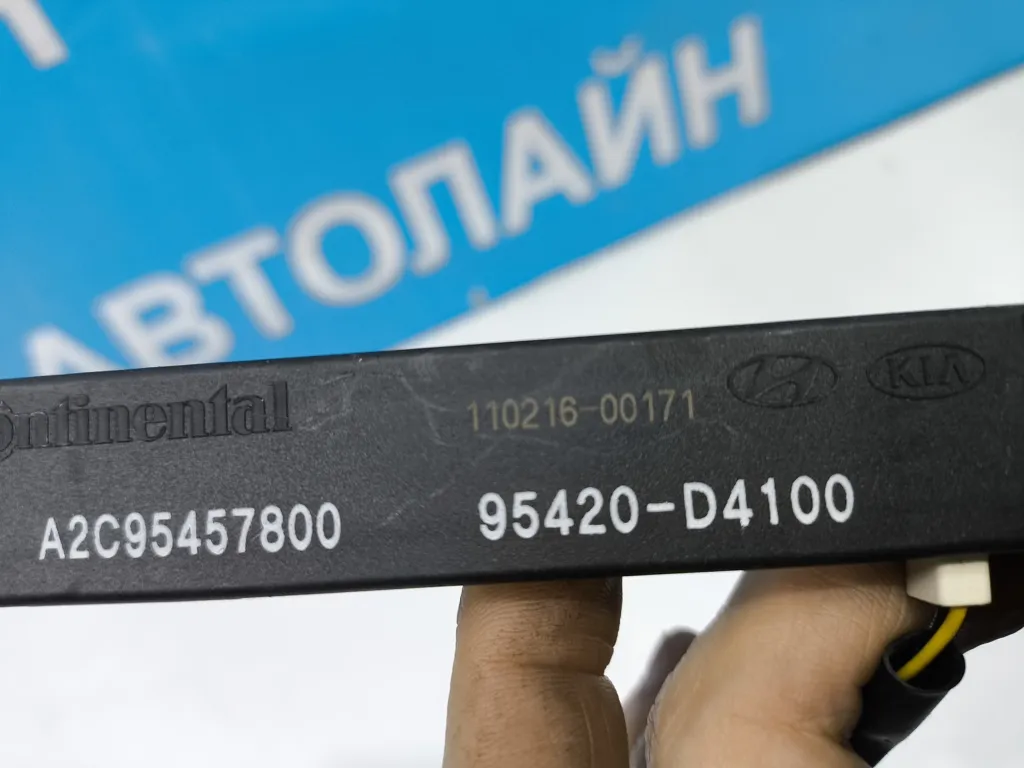 АВТОЛАЙН
Continental
110216-00171
KIA
A2C95457800
95420-D4100